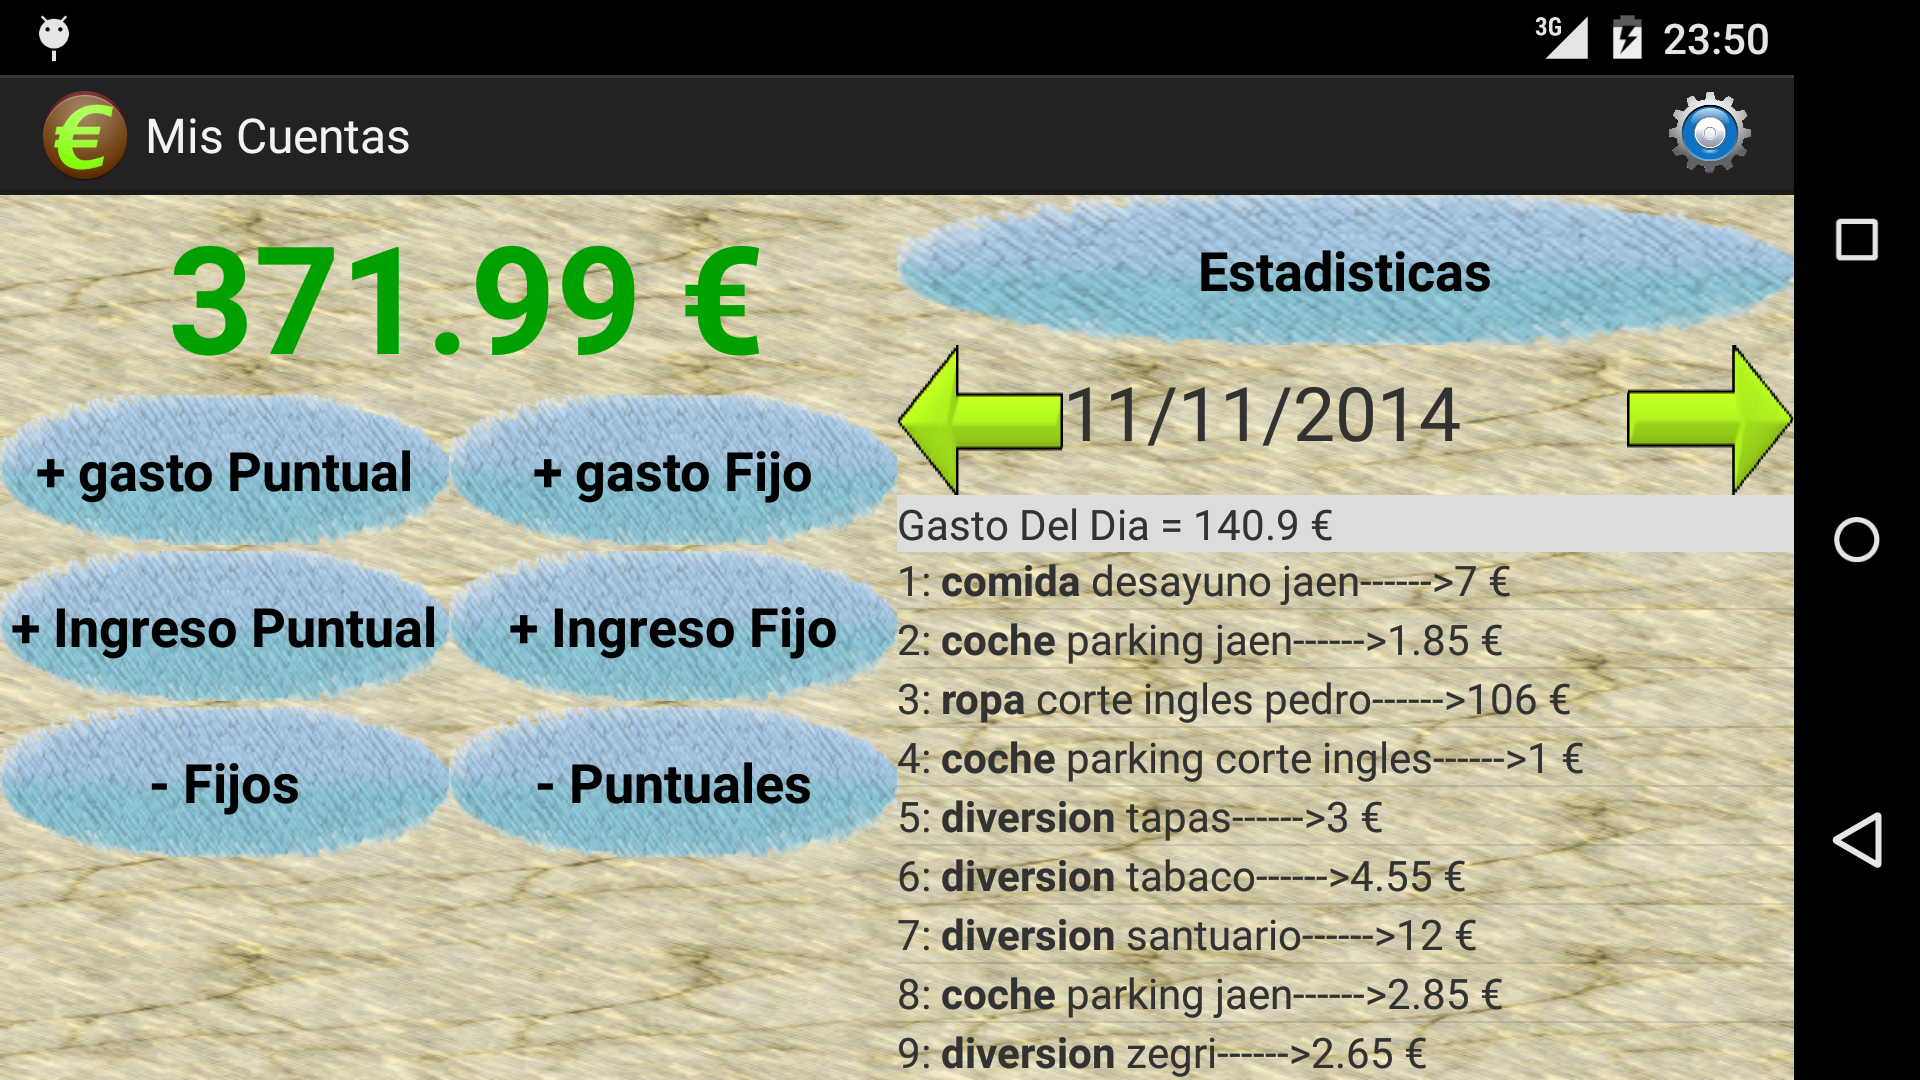 3G 23:50
€ Mis Cuentas
371.99 €
+ gasto Puntual
+ gasto Fijo
+ Ingreso Puntual
+ Ingreso Fijo
- Fijos
- Puntuales
Estadisticas
11/11/2014
Gasto Del Dia = 140.9 €
1: comida desayuno jaen------>7 €
2: coche parking jaen------>1.85 €
3: ropa corte ingles pedro------>106 €
4: coche parking corte ingles------>1 €
5: diversion tapas------>3 €
6: diversion tabaco------>4.55 €
7: diversion santuario------>12 €
8: coche parking jaen------>2.85 €
9: diversion zegri------>2.65 €